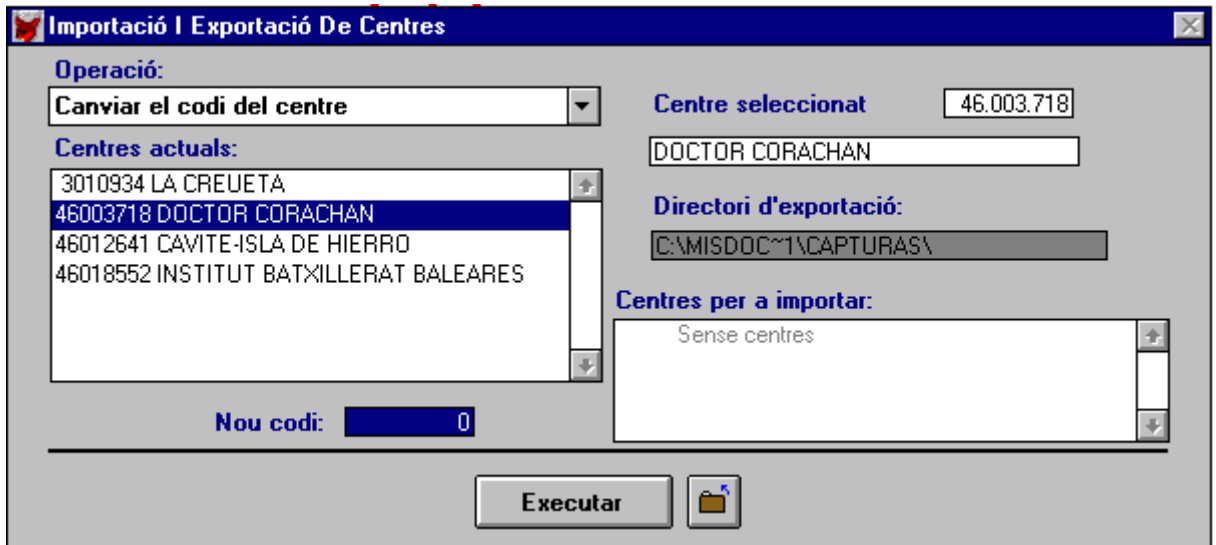 Importació I Exportació De Centres
Operació:
Canviar el codi del centre
Centres actuals:
3010934 LA CREUETA
46003718 DOCTOR CORACHAN
46012641 CAVITE-ISLA DE HIERRO
46018552 INSTITUT BATXILLERAT BALEARES
Nou codi: 0
Centre seleccionat 46.003.718
DOCTOR CORACHAN
Directori d'exportació:
C:\MISDOC~1\CAPTURAS\
Centres per a importar:
Sense centres
Executar